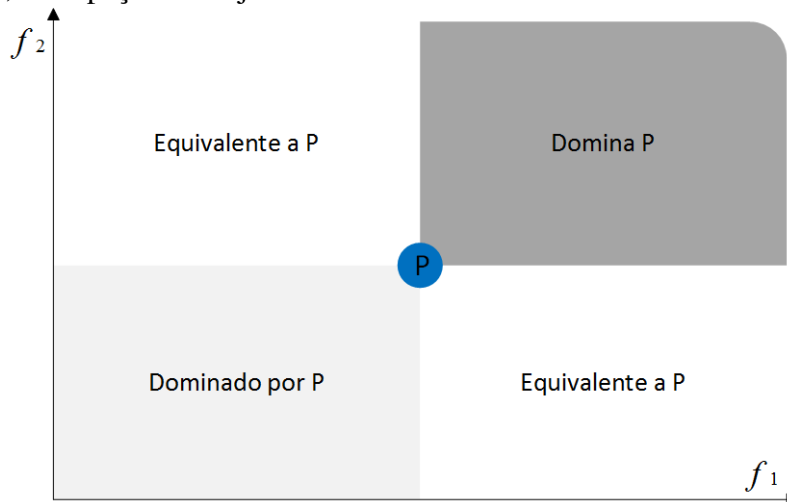 f 2
Equivalente a P
Domina P
P
Dominado por P
Equivalente a P
f 1